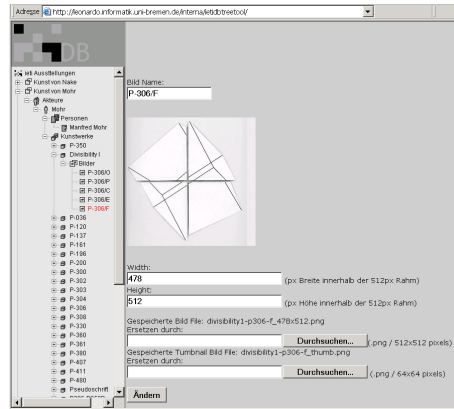 Adresse http://leonardo.informatik.uni-bremen.de/interna/ietidbtreetool/
DB
ieti Ausstellungen
Kunst von Nake
Kunst von Mohr
Akteure
Mohr
Personen
Manfred Mohr
Kunstwerke
P-350
Divisibility I
Bilder
P-306/O
P-306/P
P-306/C
P-306/E
P-306/F
P-036
P-120
P-137
P-161
P-196
P-200
P-300
P-302
P-303
P-304
P-306
P-308
P-330
P-360
P-361
P-380
P-407
P-411
P-480
Pseudoschrift
Bild Name:
P-306/F
Width:
478 (px Breite innerhalb der 512px Rahm)
Height:
512 (px Höhe innerhalb der 512px Rahm)
Gespeicherte Bild File: divisibility1-p306-f_478x512.png
Ersetzen durch:
Durchsuchen... (.png / 512x512 pixels)
Gespeicherte Tumbnail Bild File: divisibility1-p306-f_thumb.png
Ersetzen durch:
Durchsuchen... (.png / 64x64 pixels)
Ändern